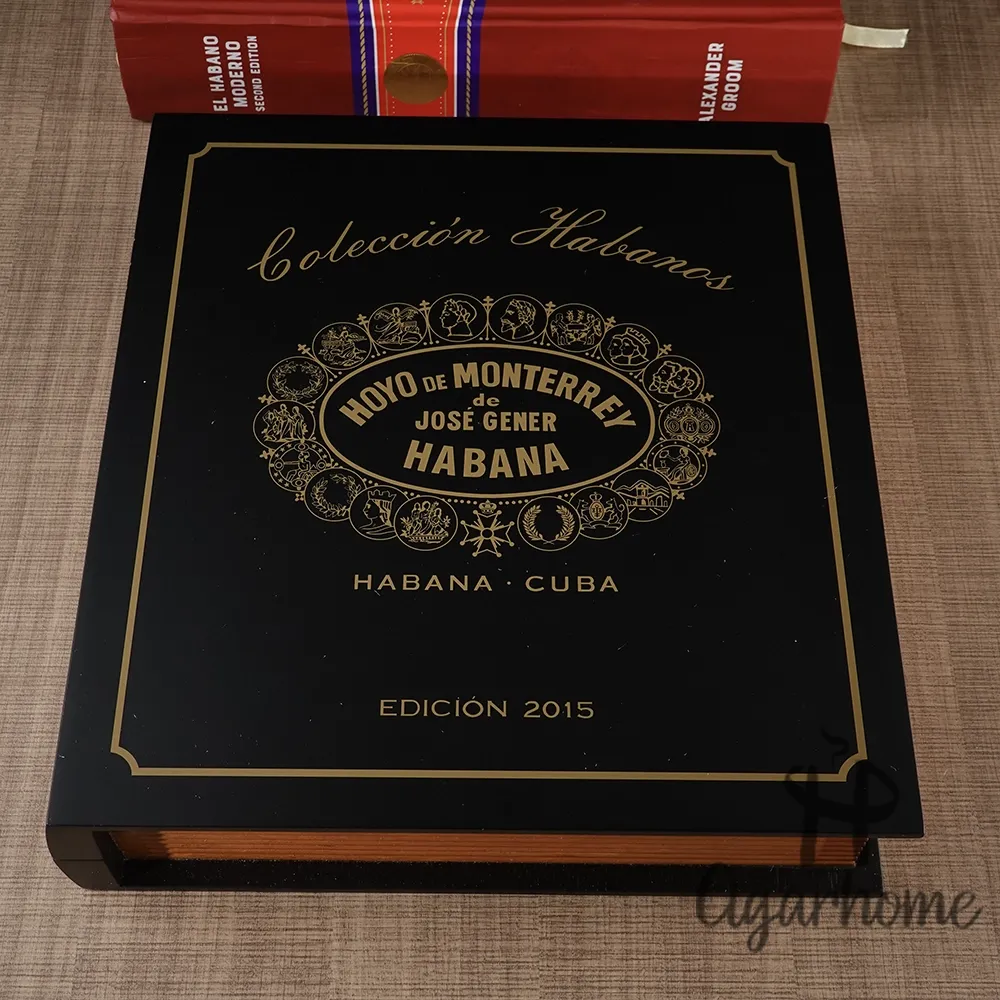 EL HABANO
MODERNO
SECOND EDITION
ALEXANDER
GROOM
Colección Habanos
HOYO DE MONTERREY
de
JOSÉ GENER
HABANA
HABANA · CUBA
EDICIÓN 2015
Cigarhome